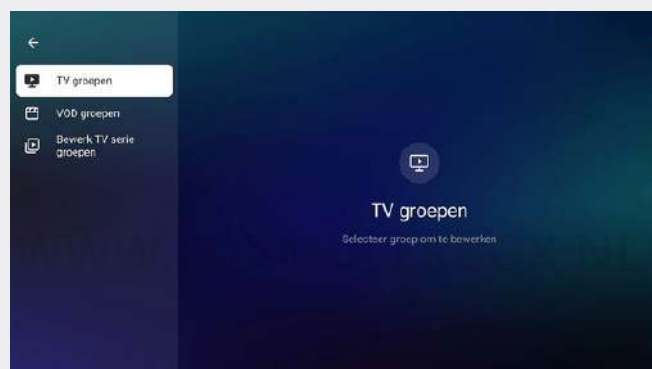 TV groepen
VOD groepen
Bewerk TV serie
groepen
TV groepen
Selecteer groep om te bewerken